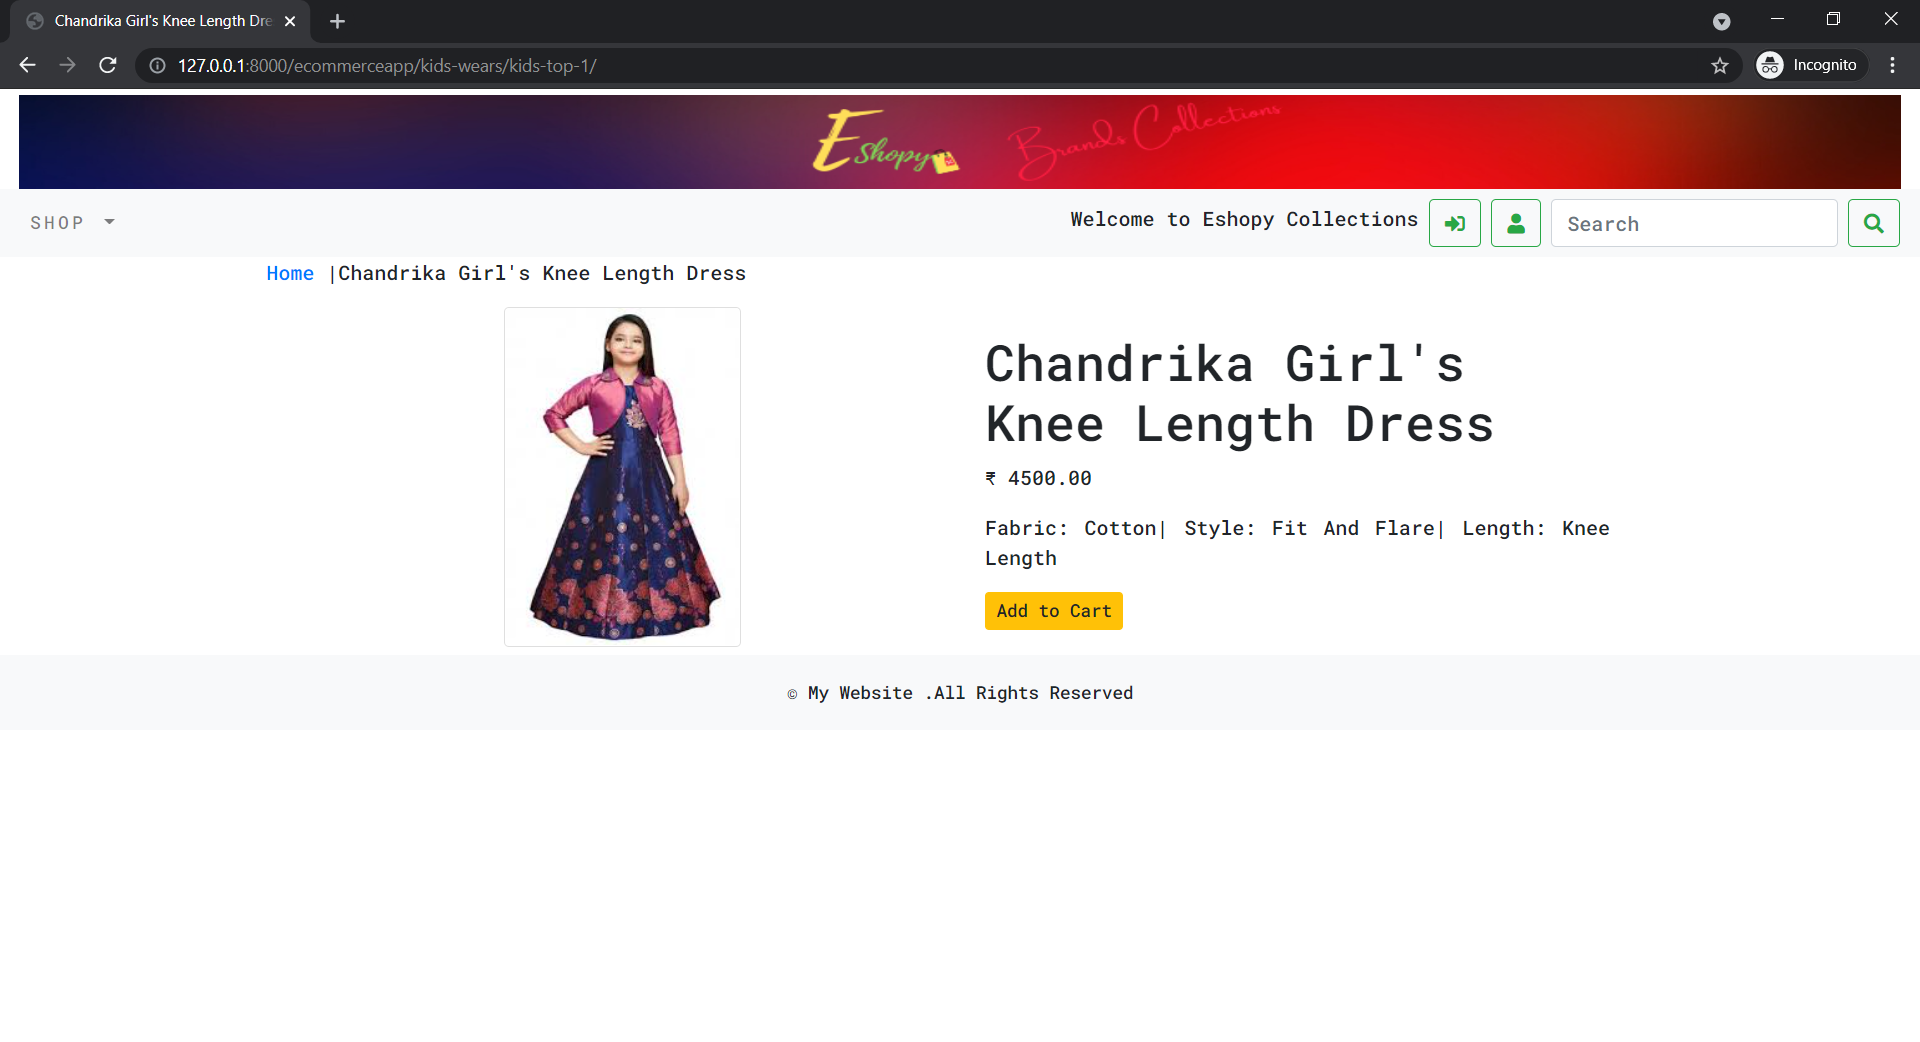 Chandrika Girl's Knee Length Dre
127.0.0.1:8000/ecommerceapp/kids-wears/kids-top-1/
Incognito
Eshopy
Brands Collections
SHOP
Welcome to Eshopy Collections
Search
Home |Chandrika Girl's Knee Length Dress
Chandrika Girl's
Knee Length Dress
₹ 4500.00
Fabric: Cotton| Style: Fit And Flare| Length: Knee
Length
Add to Cart
© My Website .All Rights Reserved